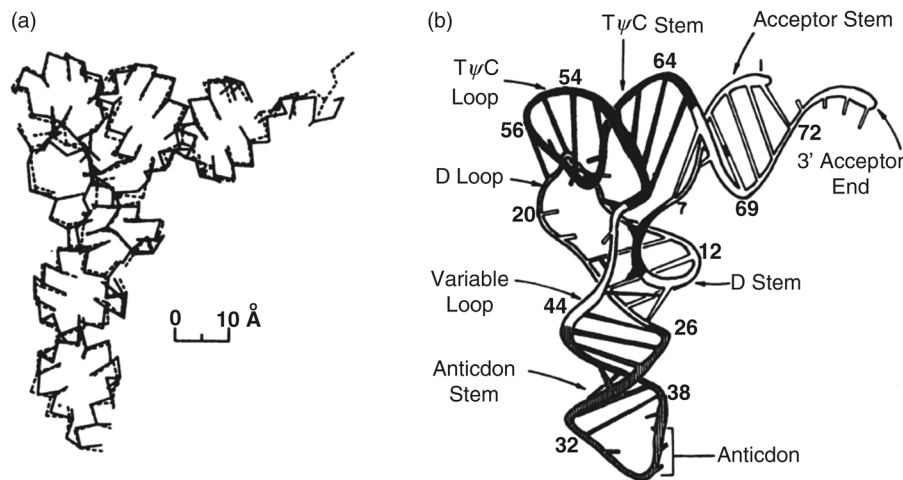 (a)
0 10 Å
(b)
TψC Stem
Acceptor Stem
TψC
Loop
54
64
1
56
72
3' Acceptor
End
D Loop
20
7
69
12
Variable
Loop
D Stem
44
26
Anticdon
Stem
38
32
Anticdon